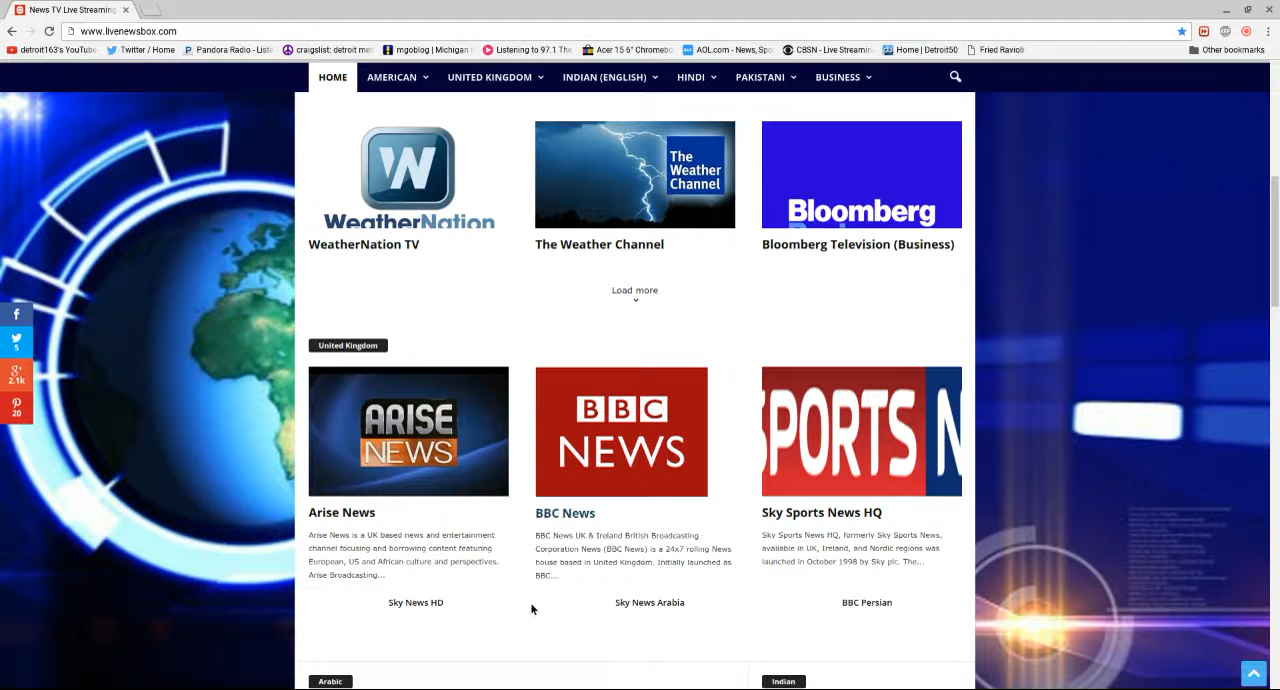 News TV Live Streaming
www.livenewsbox.com
detroit163's YouTube
Twitter / Home
Pandora Radio - Liste
craigslist: detroit met
mgoblog | Michigan
Listening to 97.1 The
Acer 15 6" Chromebo
AOL.com - News, Spo
CBSN - Live Streamin
Home | Detroit50
Fried Ravioli
Other bookmarks
HOME
AMERICAN
UNITED KINGDOM
INDIAN (ENGLISH)
HINDI
PAKISTANI
BUSINESS
W
WeatherNation
The
Weather
Channel
Bloomberg
WeatherNation TV
The Weather Channel
Bloomberg Television (Business)
Load more
5
g+
2.1k
20
United Kingdom
ARISE
NEWS
BBC
NEWS
SPORTS N
Arise News
BBC News
Sky Sports News HQ
Arise News is a UK based news and entertainment
channel focusing and borrowing content featuring
European, US and African culture and perspectives.
Arise Broadcasting...
BBC News UK & Ireland British Broadcasting
Corporation News (BBC News) is a 24x7 rolling News
house based in United Kingdom. Initially launched as
BBC...
Sky Sports News HQ, formerly Sky Sports News,
available in UK, Ireland, and Nordic regions was
launched in October 1998 by Sky plc. The...
Sky News HD
Sky News Arabia
BBC Persian
Arabic
Indian